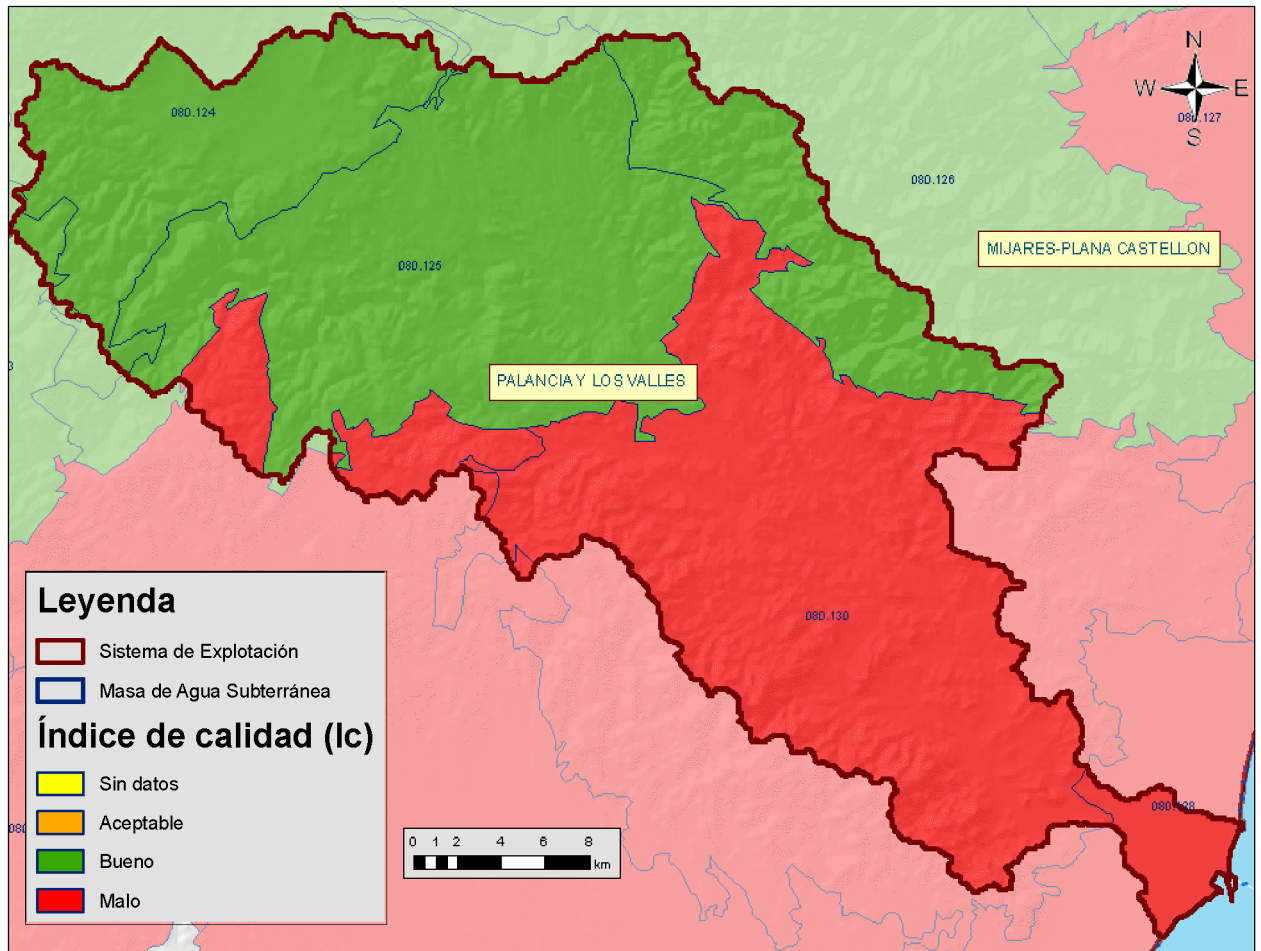 N
W E
S
080.124
080.127
080.126
MIJARES-PLANA CASTELLON
080.125
3
PALANCIA Y LOS VALLES
080.130
080.128
080
Leyenda
Sistema de Explotación
Masa de Agua Subterránea
Índice de calidad (Ic)
Sin datos
Aceptable
Bueno
Malo
0 1 2 4 6 8
km